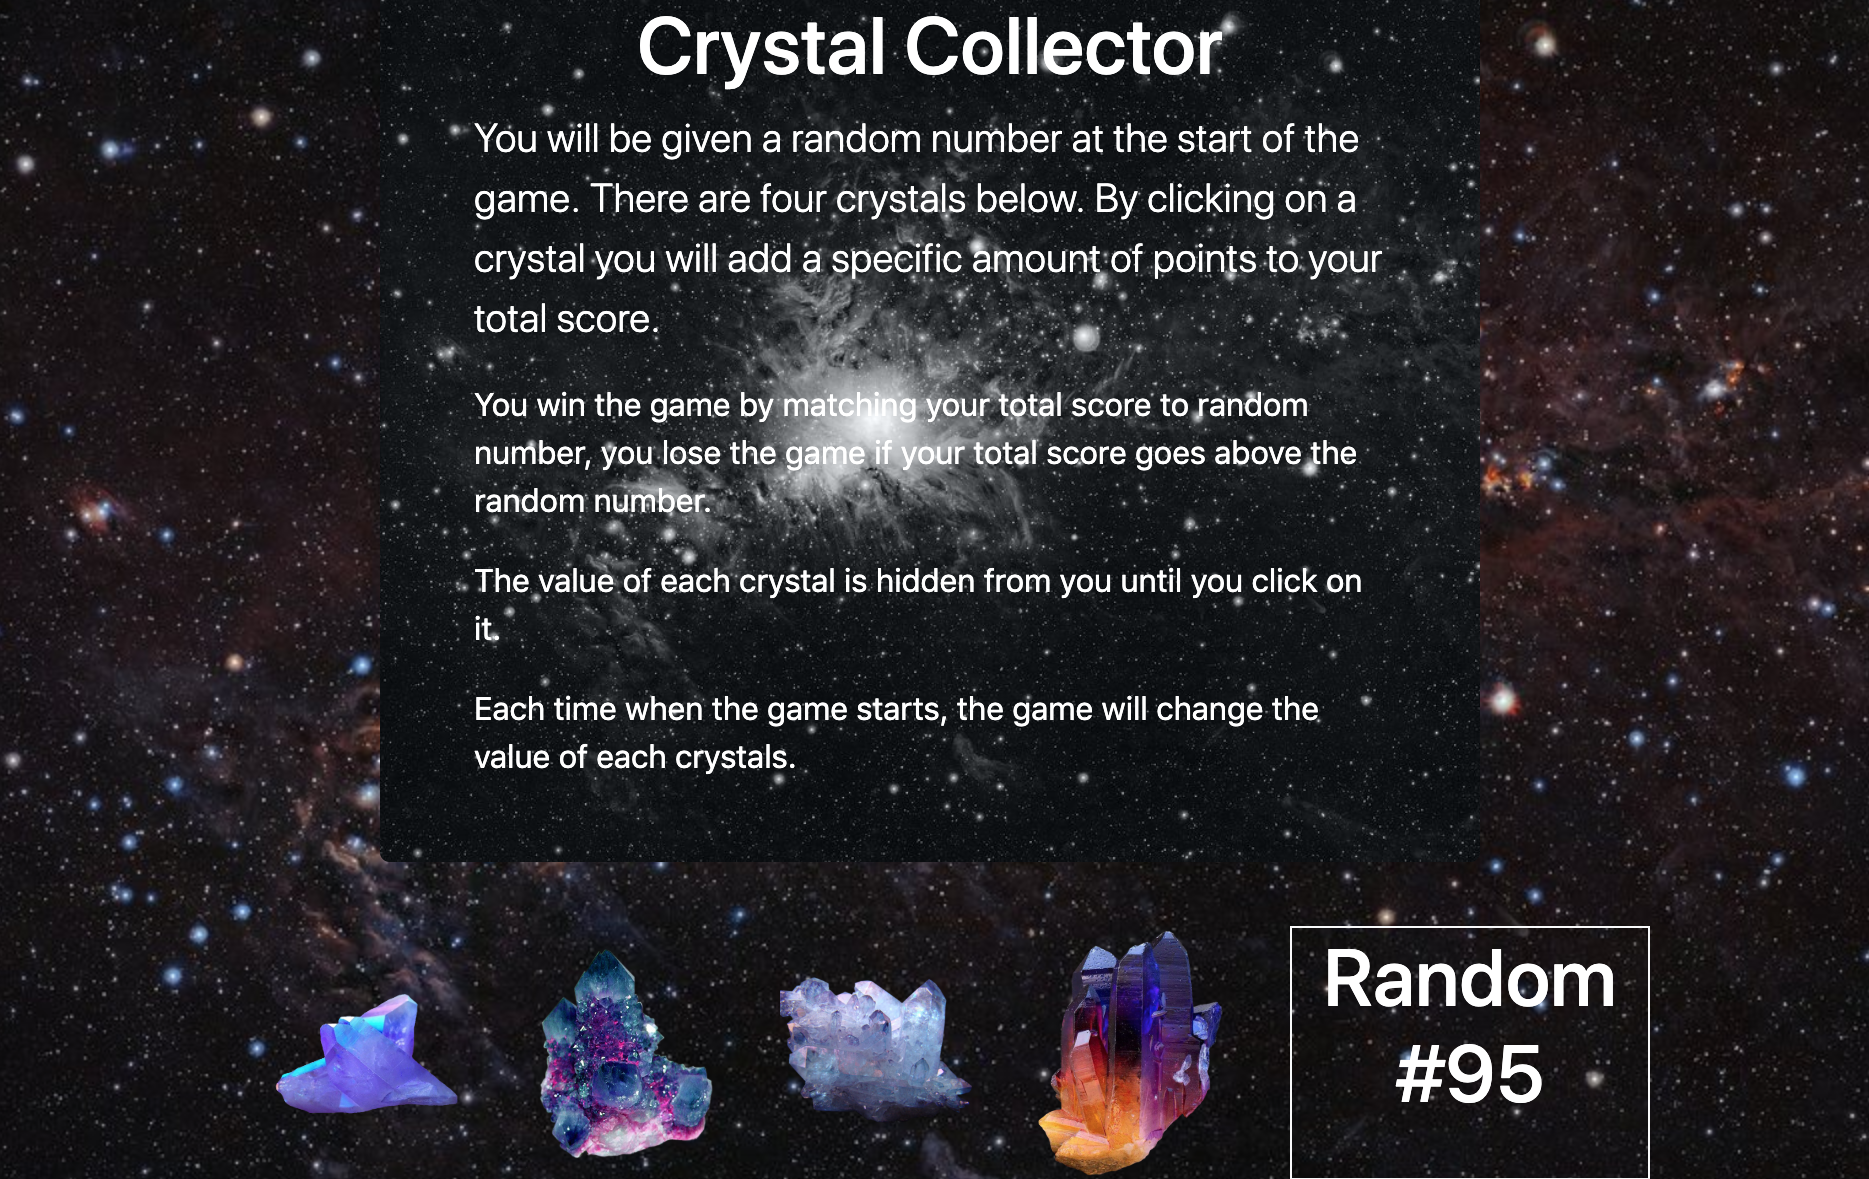 Crystal Collector
You will be given a random number at the start of the
game. There are four crystals below. By clicking on a
crystal you will add a specific amount of points to your
total score.
You win the game by matching your total score to random
number, you lose the game if your total score goes above the
random number.
The value of each crystal is hidden from you until you click on
it.
Each time when the game starts, the game will change the
value of each crystals.
Random
#95